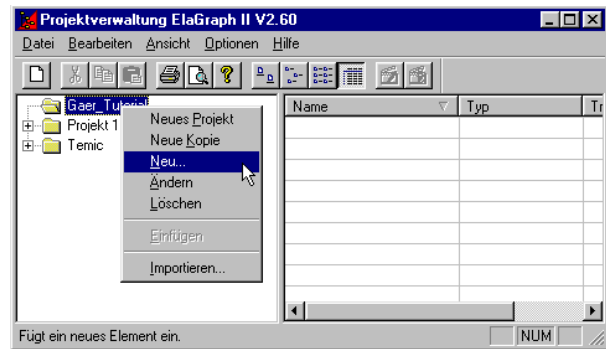 Projektverwaltung ElaGraph II V2.60
Datei Bearbeiten Ansicht Optionen Hilfe
Gaer_Tutorial
Projekt 1
Temic
Neues Projekt
Neue Kopie
Neu...
Ändern
Löschen
Einfügen
Importieren...
Name Typ Tr
Fügt ein neues Element ein. NUM